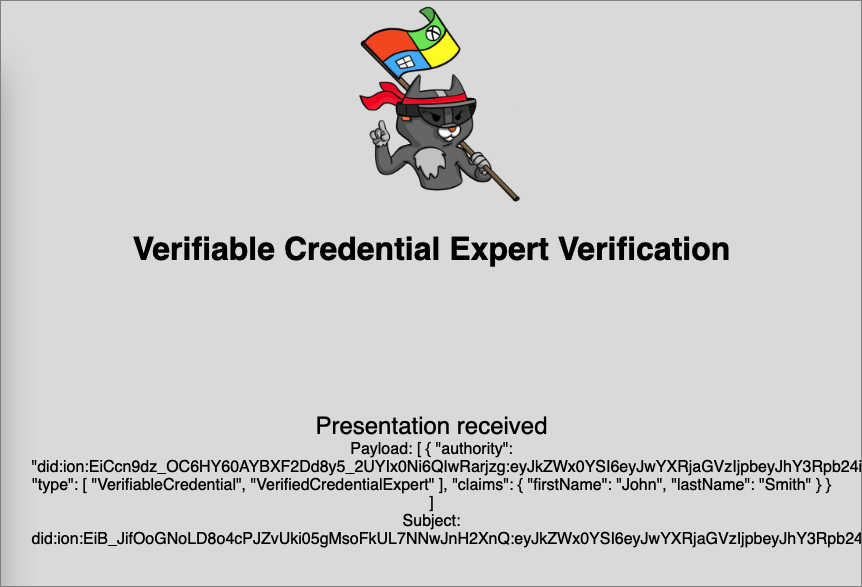 Verifiable Credential Expert Verification
Presentation received
Payload: [ { "authority":
"did:ion:EiCcn9dz_OC6HY60AYBXF2Dd8y5_2UYIx0Ni6QIwRarjzg:eyJkZWx0YSI6eyJwYXRjaGVzIjpbeyJhY3Rpb24i
"type": [ "VerifiableCredential", "VerifiedCredentialExpert" ], "claims": { "firstName": "John", "lastName": "Smith" } }
]
Subject:
did:ion:EiB_JifOoGNoLD8o4cPJZvUki05gMsoFkUL7NNwJnH2XnQ:eyJkZWx0YSI6eyJwYXRjaGVzIjpbeyJhY3Rpb24